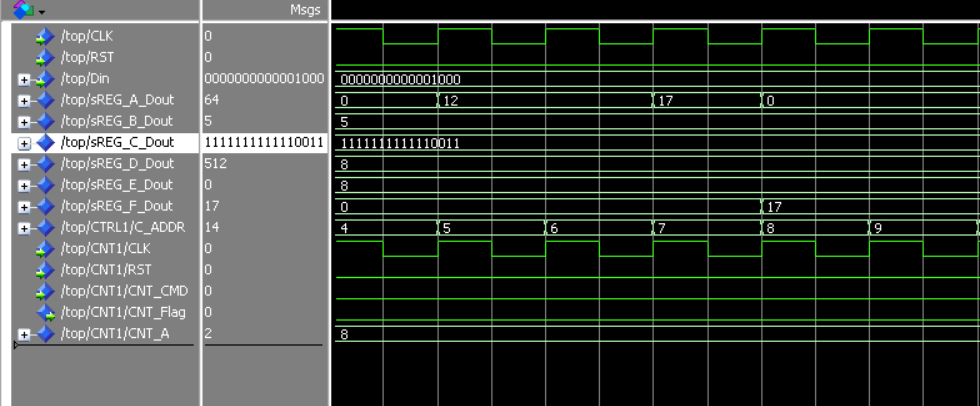 Msgs
/top/CLK 0
/top/RST 0
/top/Din 0000000000001000 0000000000001000
/top/sREG_A_Dout 64 0 12 17 0
/top/sREG_B_Dout 5 5
/top/sREG_C_Dout 1111111111110011 1111111111110011
/top/sREG_D_Dout 512 8
/top/sREG_E_Dout 0 8
/top/sREG_F_Dout 17 0 17
/top/CTRL1/C_ADDR 14 4 5 6 7 8 9
/top/CNT1/CLK 0
/top/CNT1/RST 0
/top/CNT1/CNT_CMD 0
/top/CNT1/CNT_Flag 0
/top/CNT1/CNT_A 2 8